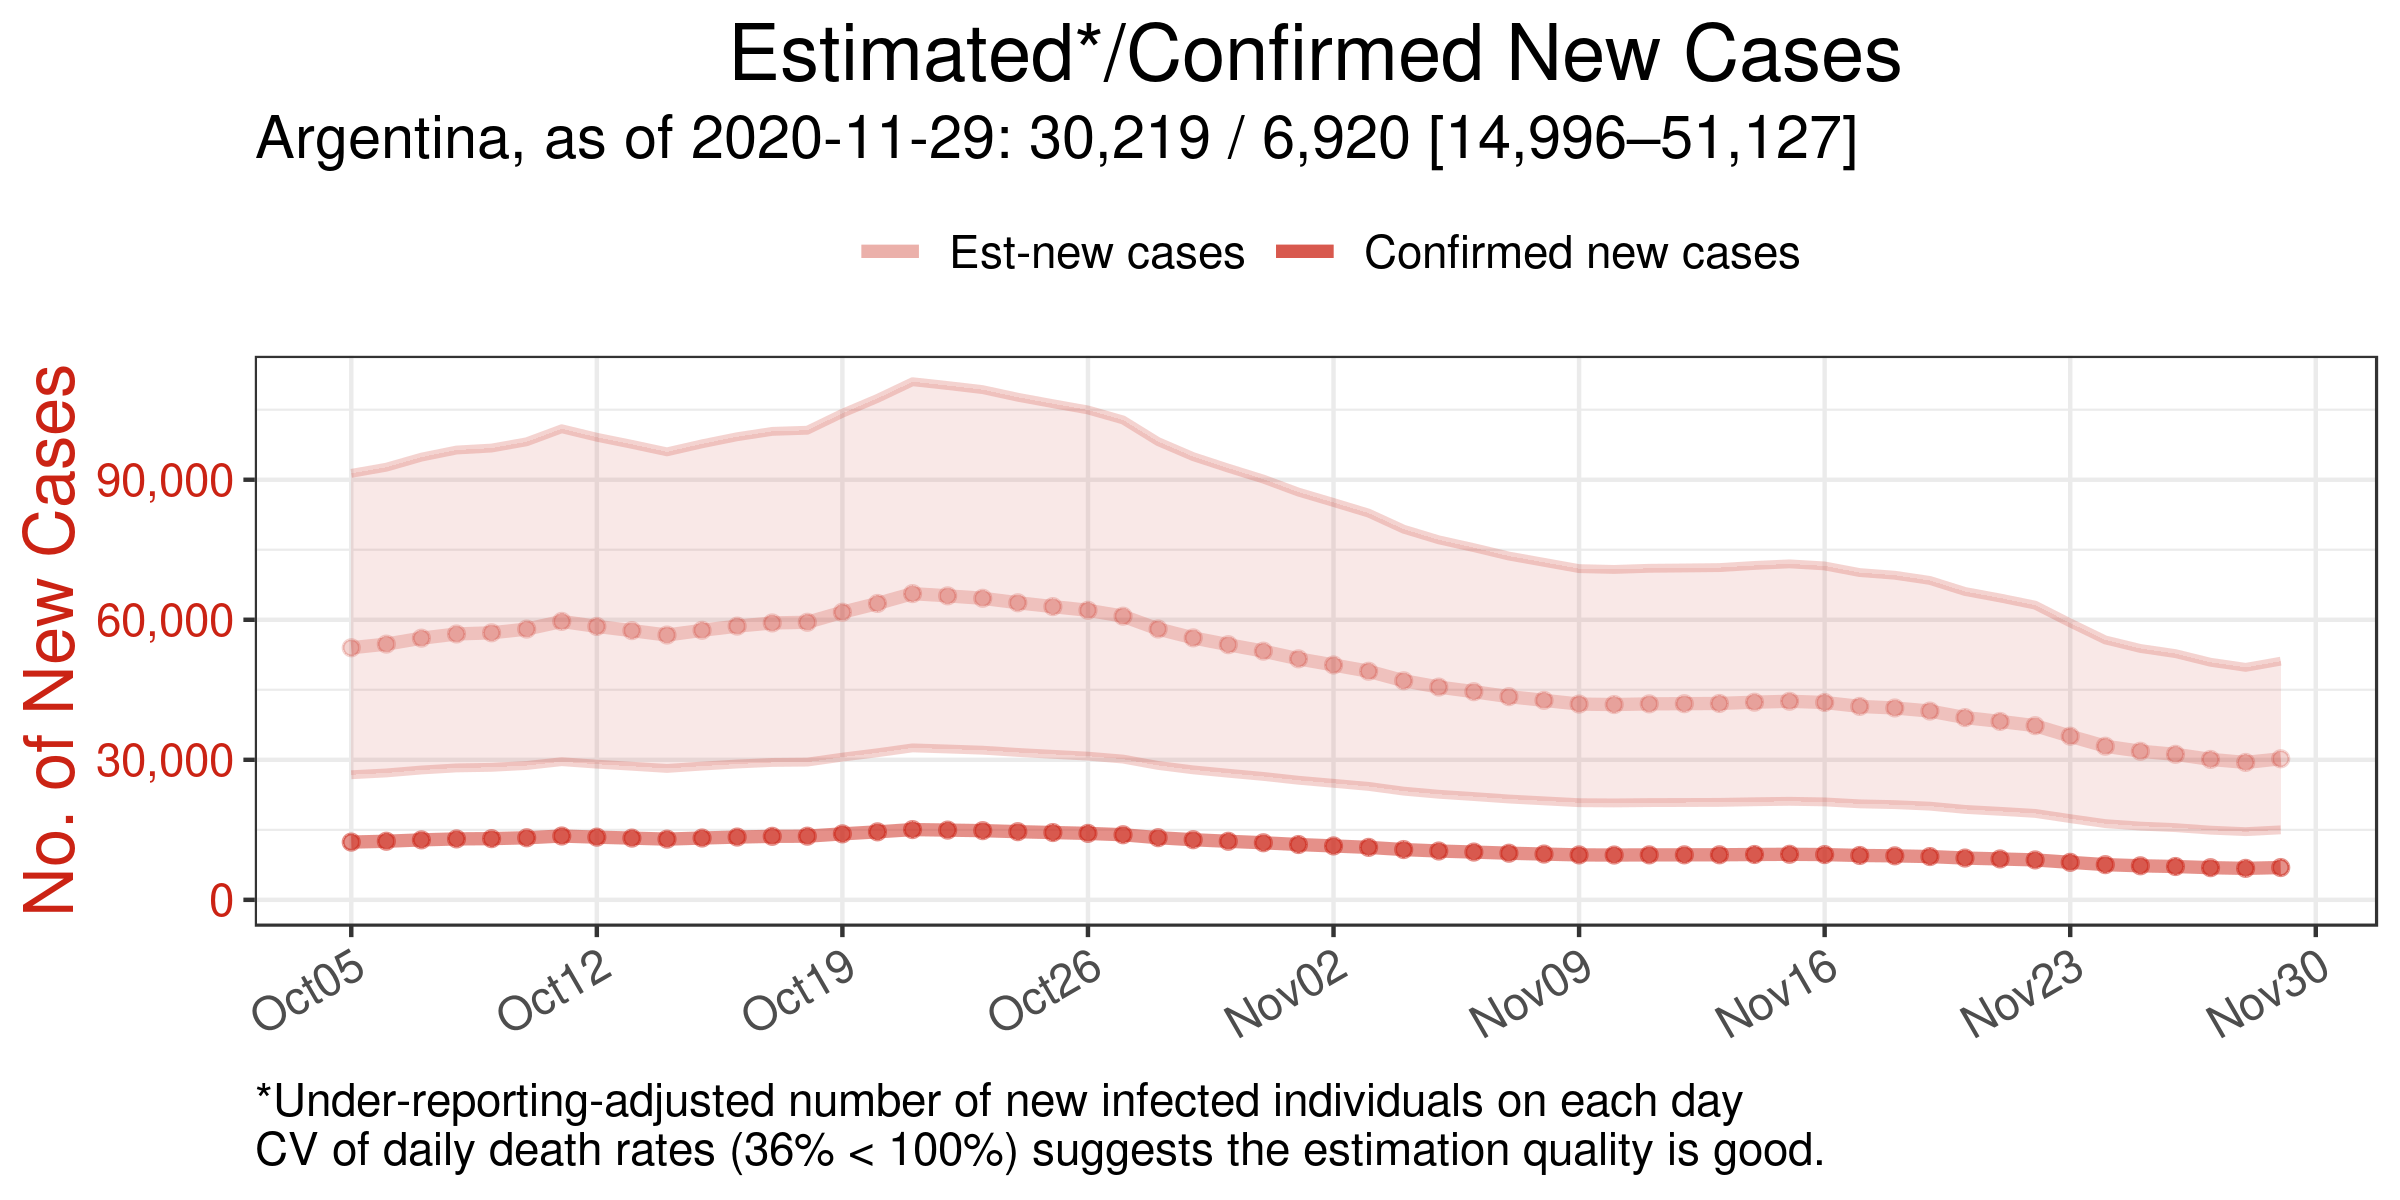 Estimated*/Confirmed New Cases
Argentina, as of 2020-11-29: 30,219 / 6,920 [14,996–51,127]
Est-new cases
Confirmed new cases
No. of New Cases
90,000
60,000
30,000
0
Oct05
Oct12
Oct19
Oct26
Nov02
Nov09
Nov16
Nov23
Nov30
*Under-reporting-adjusted number of new infected individuals on each day
CV of daily death rates (36% < 100%) suggests the estimation quality is good.